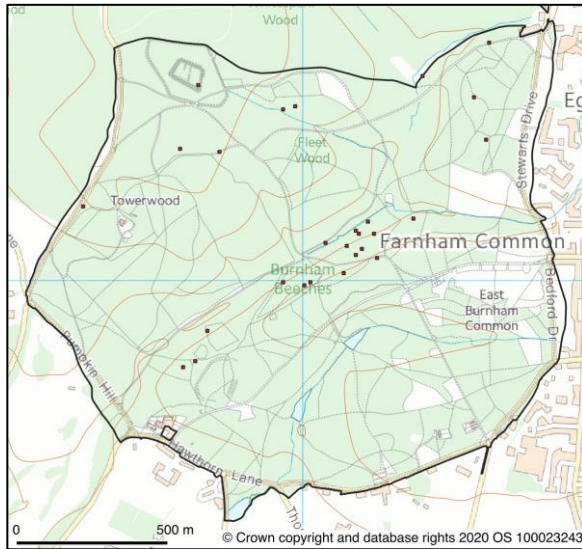 Wood
Eg
Fleet
Wood
Stewarts Drive
Towerwood
Farnham Common
Burnham
Beeches
Bedford Dr
East
Burnham
Common
Pumpkin Hill
Hawthorn Lane
Tho
0
500 m
© Crown copyright and database rights 2020 OS 100023243